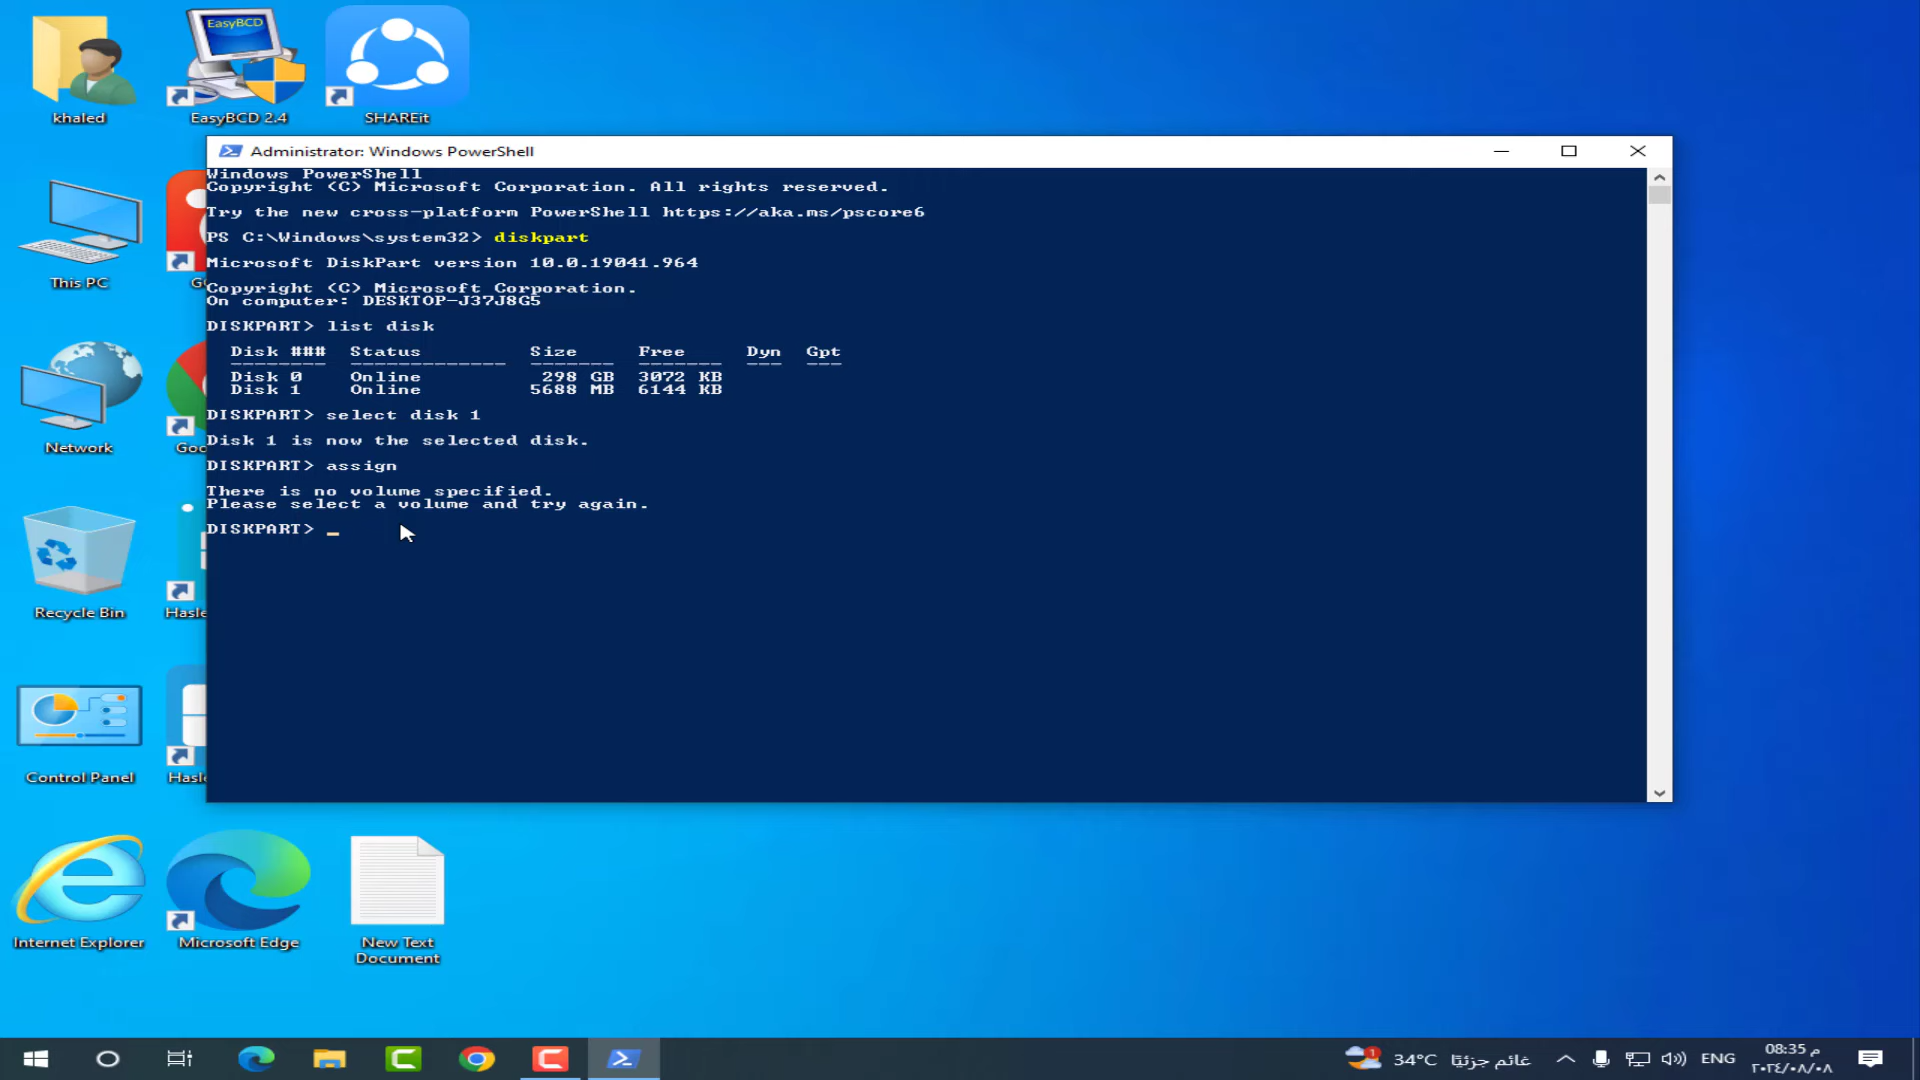 khaled
EasyBCD
EasyBCD 2.4
SHAREit
This PC
Network
Recycle Bin
Control Panel
Internet Explorer
Microsoft Edge
New Text
Document
Administrator: Windows PowerShell
Windows PowerShell
Copyright (C) Microsoft Corporation. All rights reserved.
Try the new cross-platform PowerShell https://aka.ms/pscore6
PS C:\Windows\system32> diskpart
Microsoft DiskPart version 10.0.19041.964
Copyright (C) Microsoft Corporation.
On computer: DESKTOP-J37J8G5
DISKPART> list disk
Disk ### Status Size Free Dyn Gpt
-------- ------------- ------- ------- --- ---
Disk 0 Online 298 GB 3072 KB
Disk 1 Online 5688 MB 6144 KB
DISKPART> select disk 1
Disk 1 is now the selected disk.
DISKPART> assign
There is no volume specified.
Please select a volume and try again.
DISKPART> _
1
34°C غائم جزئيًا
ENG
08:35 م
٢٠٢٤/٠٨/٠٨